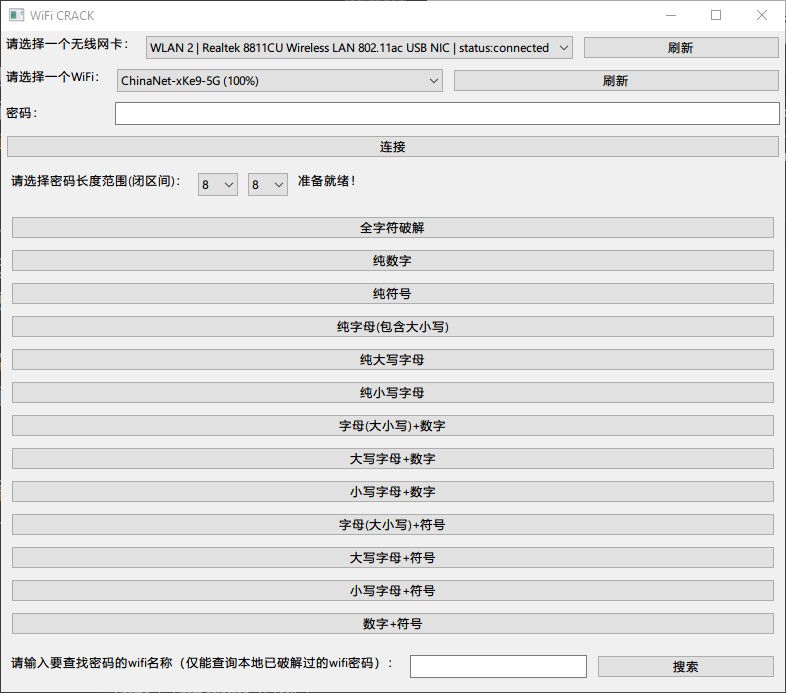 WiFi CRACK
请选择一个无线网卡： WLAN 2 | Realtek 8811CU Wireless LAN 802.11ac USB NIC | status:connected 刷新
请选择一个WiFi： ChinaNet-xKe9-5G (100%) 刷新
密码：
连接
请选择密码长度范围(闭区间)： 8 8 准备就绪！
全字符破解
纯数字
纯符号
纯字母(包含大小写)
纯大写字母
纯小写字母
字母(大小写)+数字
大写字母+数字
小写字母+数字
字母(大小写)+符号
大写字母+符号
小写字母+符号
数字+符号
请输入要查找密码的wifi名称（仅能查询本地已破解过的wifi密码）： 搜索